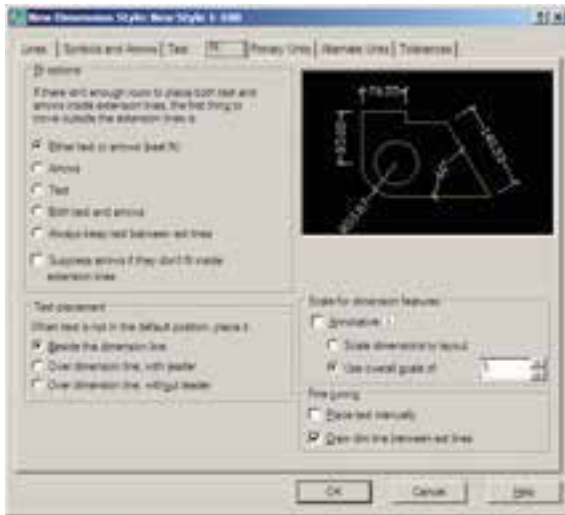 New Dimension Style: New Style 1-100
Lines
Symbols and Arrows
Text
Fit
Primary Units
Alternate Units
Tolerances
Fit options
If there isn't enough room to place both text and
arrows inside extension lines, the first thing to
move outside the extension lines is
Either text or arrows (best fit)
Arrows
Text
Both text and arrows
Always keep text between ext lines
Suppress arrows if they don't fit inside
extension lines
Text placement
When text is not in the default position, place it
Beside the dimension line
Over dimension line, with leader
Over dimension line, without leader
Scale for dimension features
Annotative
Scale dimensions to layout
Use overall scale of:
Fine tuning
Place text manually
Draw dim line between ext lines
OK
Cancel
Help